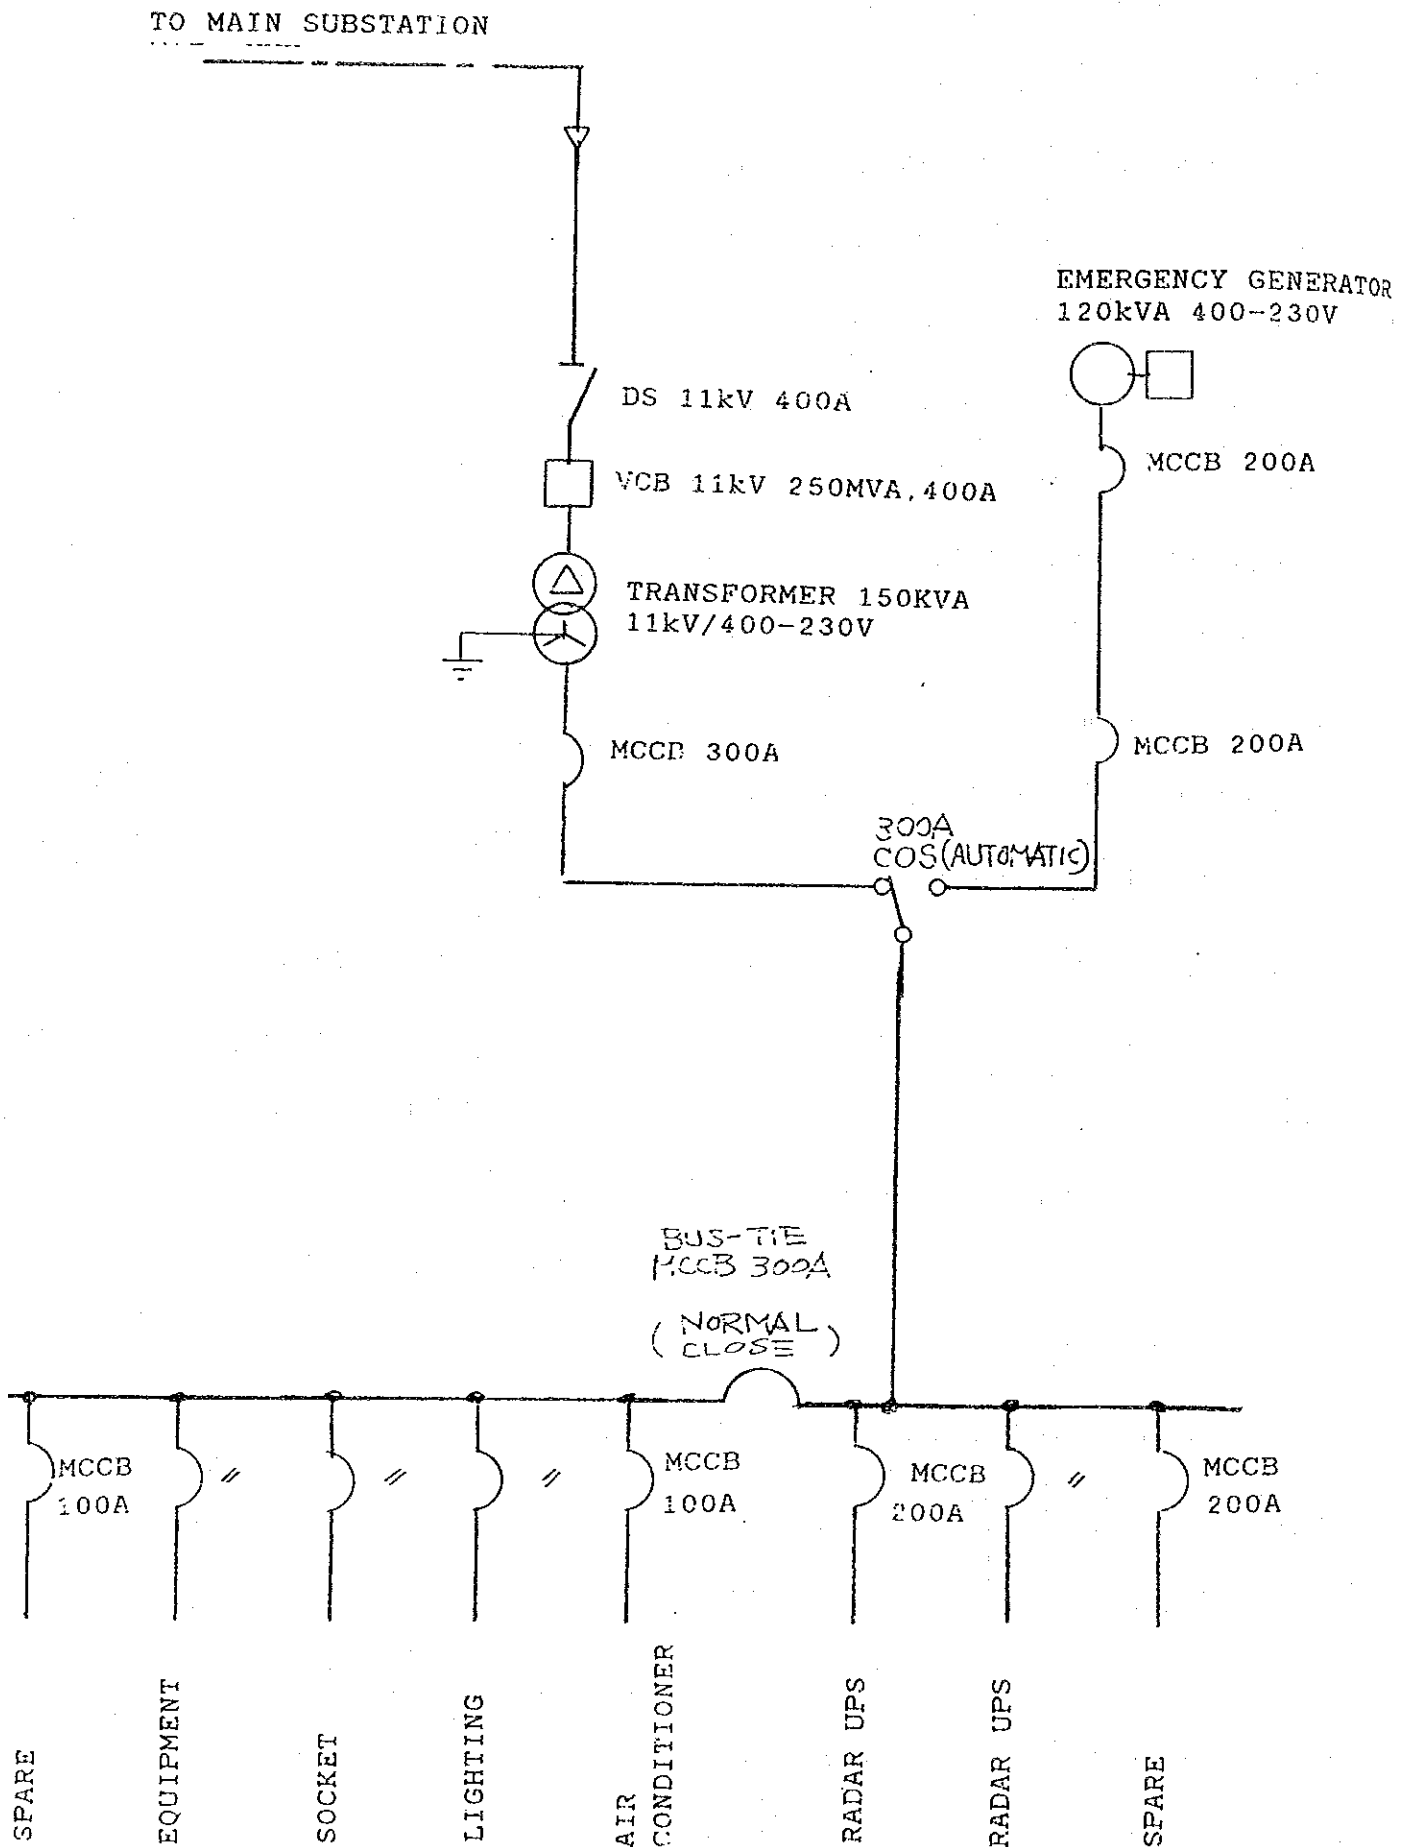 TO MAIN SUBSTATION
EMERGENCY GENERATOR
120kVA 400-230V
DS 11kV 400A
MCCB 200A
VCB 11kV 250MVA,400A
TRANSFORMER 150KVA
11kV/400-230V
MCCB 300A
MCCB 200A
300A
COS(AUTOMATIC)
BUS-TIE
MCCB 300A
(NORMAL
CLOSE)
MCCB
100A
〃
〃
〃
MCCB
100A
MCCB
200A
〃
MCCB
200A
SPARE
EQUIPMENT
SOCKET
LIGHTING
AIR
CONDITIONER
RADAR UPS
RADAR UPS
SPARE